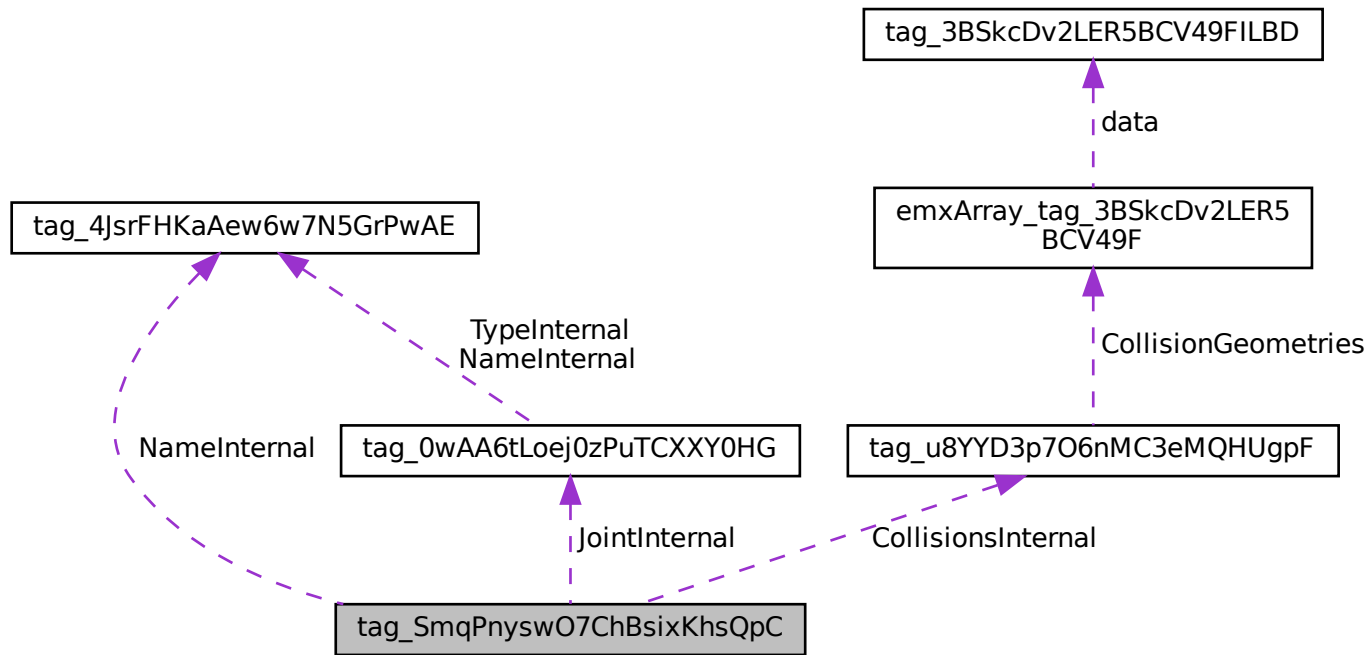 tag_3BSkcDv2LER5BCV49FILBD
data
tag_4JsrFHKaAew6w7N5GrPwAE
emxArray_tag_3BSkcDv2LER5
BCV49F
TypeInternal
NameInternal
CollisionGeometries
NameInternal
tag_0wAA6tLoej0zPuTCXXY0HG
tag_u8YYD3p7O6nMC3eMQHUgpF
JointInternal
CollisionsInternal
tag_SmqPnyswO7ChBsixKhsQpC